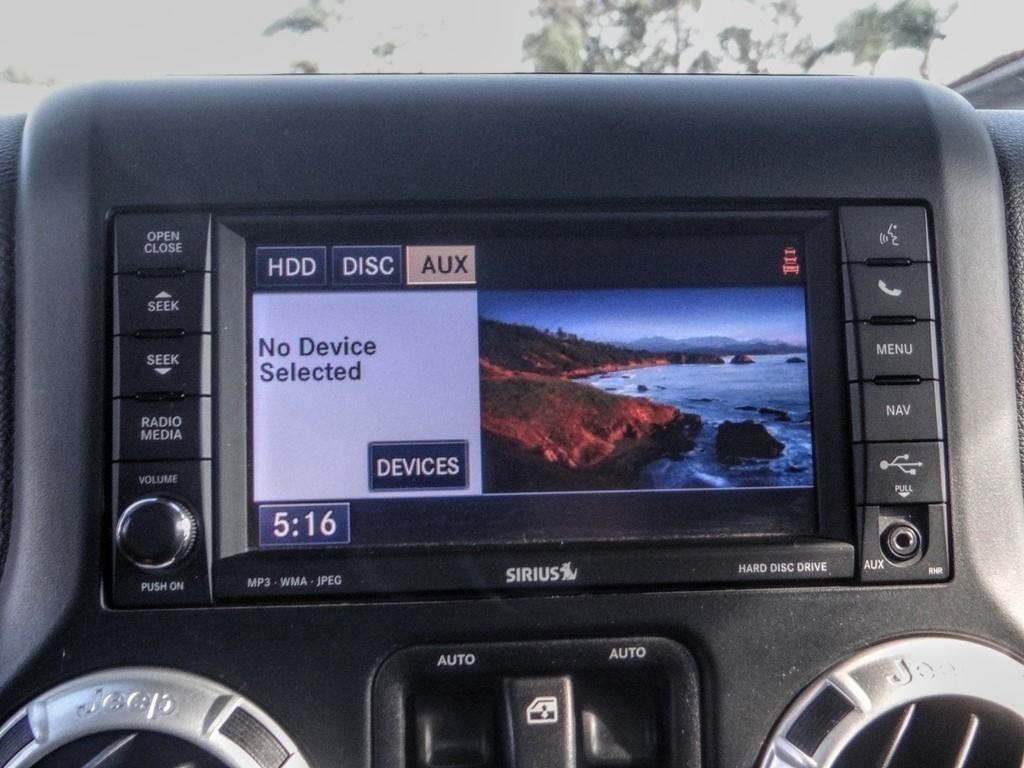 OPEN
CLOSE
SEEK
SEEK
RADIO
MEDIA
VOLUME
PUSH ON
HDD DISC AUX
No Device
Selected
DEVICES
5:16
MP3 · WMA · JPEG
SIRIUS
HARD DISC DRIVE
MENU
NAV
PULL
AUX
RHR
AUTO AUTO
Jeep
Jeep